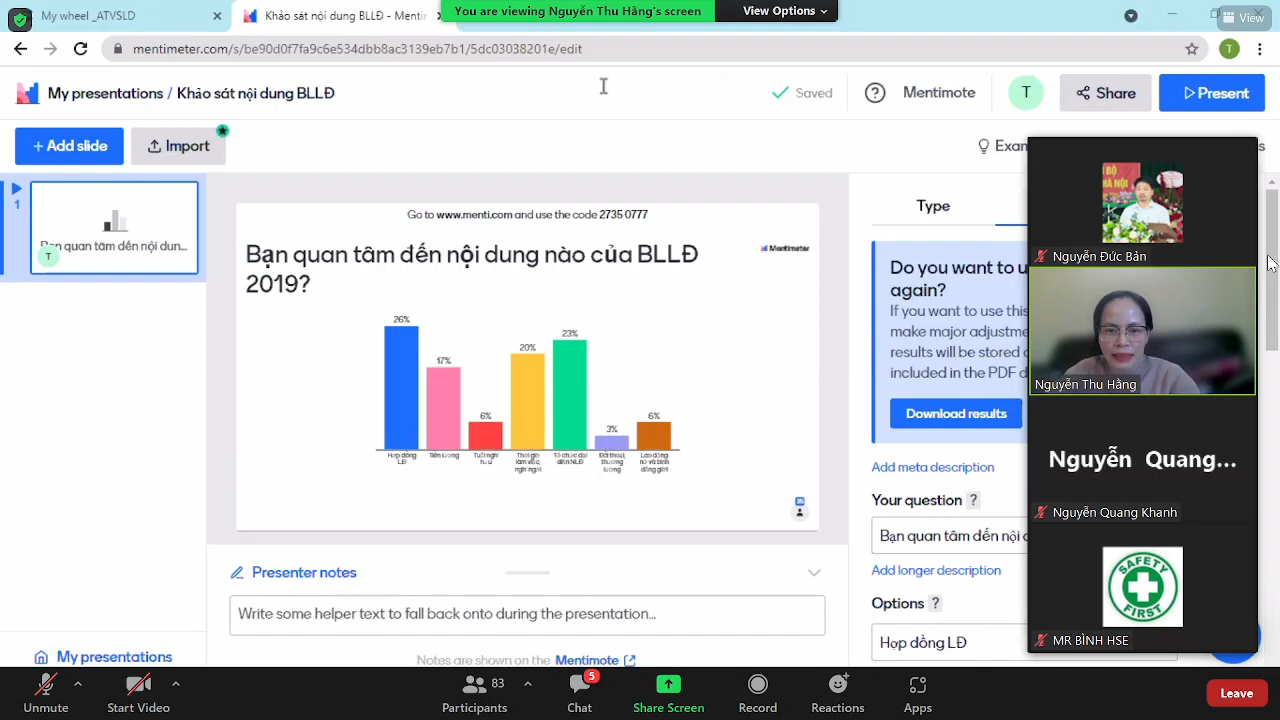 My wheel _ATVSLD
Khảo sát nội dung BLLĐ - Mentir
You are viewing Nguyễn Thu Hằng's screen
View Options
View
mentimeter.com/s/be90d0f7fa9c6e534dbb8ac3139eb7b1/5dc03038201e/edit
T
My presentations / Khảo sát nội dung BLLĐ
Saved
Mentimote
T
Share
Present
+ Add slide
Import
Exam
1
Bạn quan tâm đến nội dun...
T
Go to www.menti.com and use the code 2735 0777
Bạn quan tâm đến nội dung nào của BLLĐ
2019?
Mentimeter
26%
17%
6%
20%
23%
3%
6%
Hợp đồng
LĐ
Tiền lương
Tuổi nghỉ
hưu
Thời giờ
làm việc,
nghỉ ngơi
Tổ chức đại
diện NLĐ
Đối thoại,
thương
lượng
Lao động
nữ và bình
đẳng giới
Type
Do you want to u
again?
If you want to use this
make major adjustme
results will be stored
included in the PDF d
Download results
Add meta description
Your question ?
Bạn quan tâm đến nội d
Add longer description
Options ?
Hợp đồng LĐ
Presenter notes
Write some helper text to fall back onto during the presentation...
Notes are shown on the Mentimote
My presentations
Nguyễn Đức Bản
Nguyễn Thu Hằng
Nguyễn Quang...
Nguyễn Quang Khanh
SAFETY
FIRST
MR BÌNH HSE
Unmute
Start Video
83
Participants
5
Chat
Share Screen
Record
Reactions
Apps
Leave